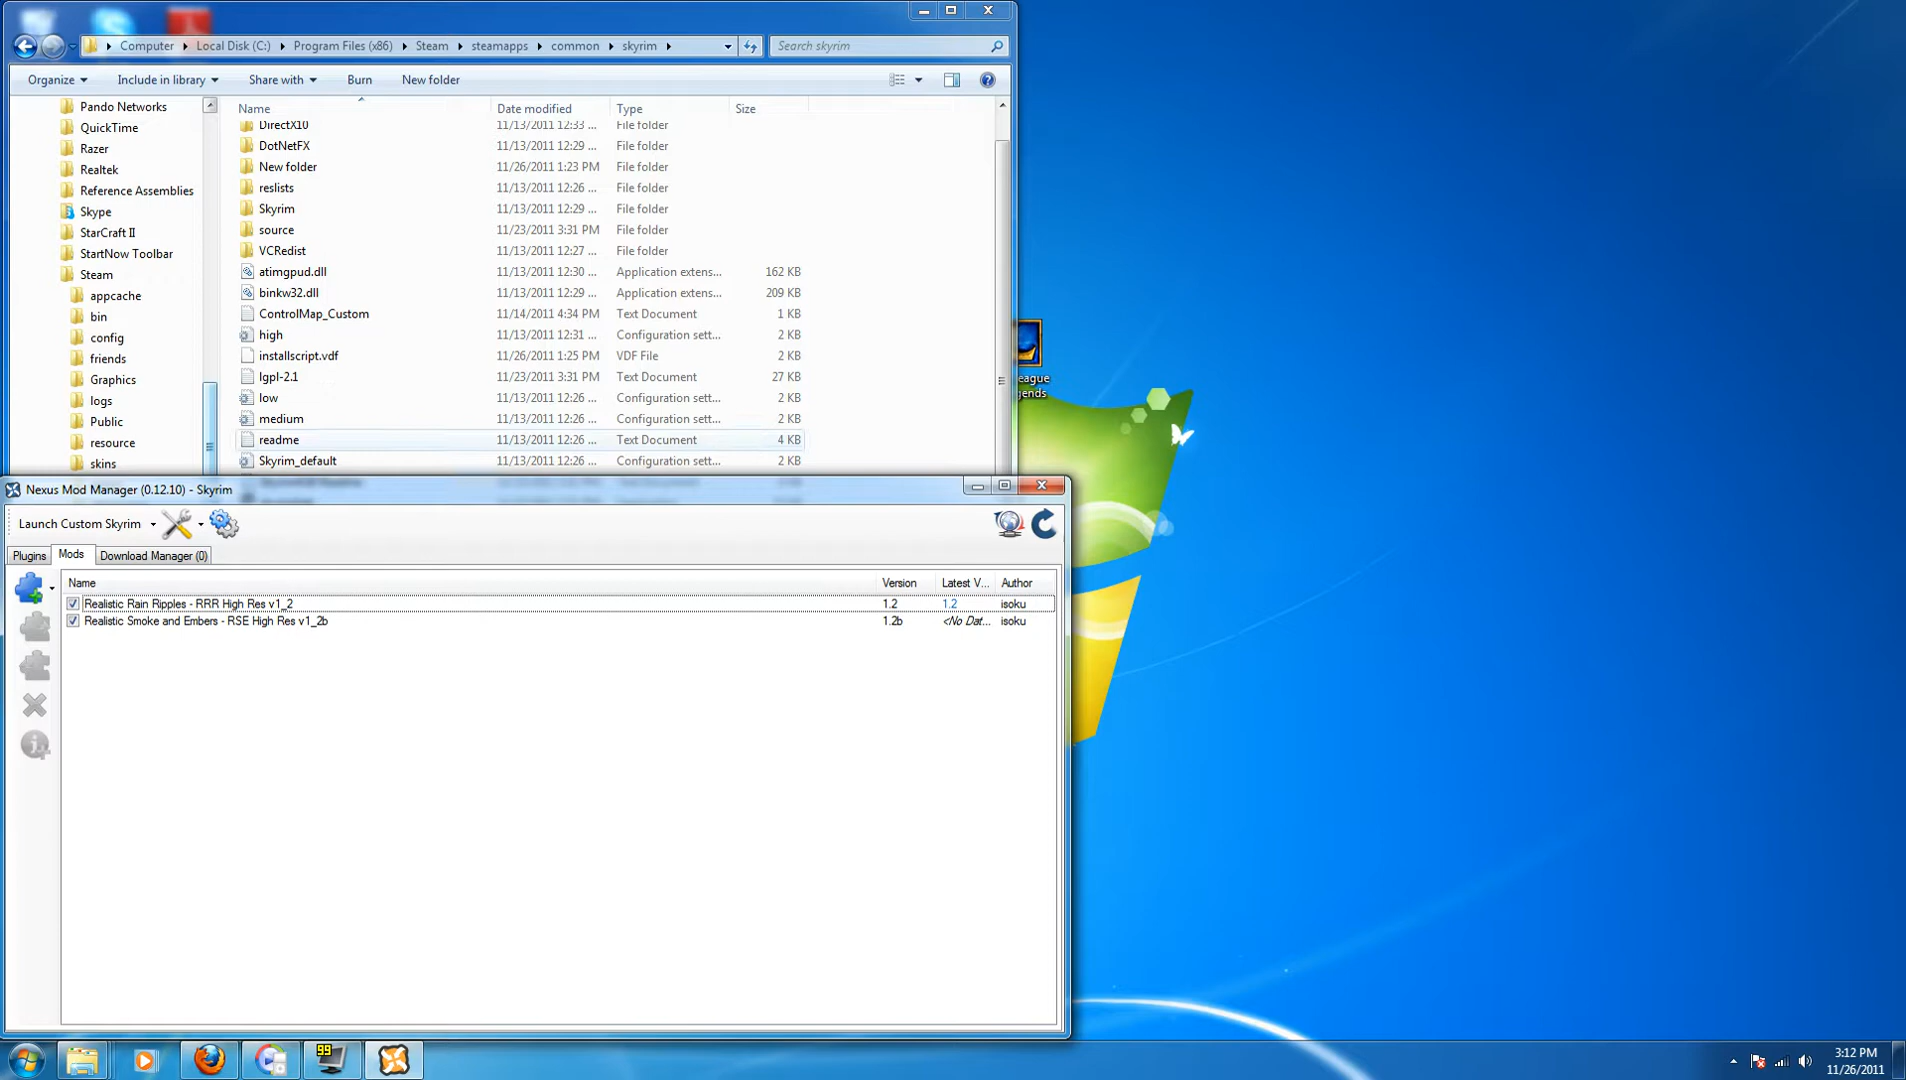 Computer Local Disk (C:) Program Files (x86) Steam steamapps common skyrim
Search skyrim
Organize Include in library Share with Burn New folder
Pando Networks
QuickTime
Razer
Realtek
Reference Assemblies
Skype
StarCraft II
StartNow Toolbar
Steam
appcache
bin
config
friends
Graphics
logs
Public
resource
skins
Name Date modified Type Size
DirectX10 11/13/2011 12:33 ... File folder
DotNetFX 11/13/2011 12:29 ... File folder
New folder 11/26/2011 1:23 PM File folder
reslists 11/13/2011 12:26 ... File folder
Skyrim 11/13/2011 12:29 ... File folder
source 11/23/2011 3:31 PM File folder
VCRedist 11/13/2011 12:27 ... File folder
atimgpud.dll 11/13/2011 12:30 ... Application extens... 162 KB
binkw32.dll 11/13/2011 12:29 ... Application extens... 209 KB
ControlMap_Custom 11/14/2011 4:34 PM Text Document 1 KB
high 11/13/2011 12:31 ... Configuration sett... 2 KB
installscript.vdf 11/26/2011 1:25 PM VDF File 2 KB
lgpl-2.1 11/23/2011 3:31 PM Text Document 27 KB
low 11/13/2011 12:26 ... Configuration sett... 2 KB
medium 11/13/2011 12:26 ... Configuration sett... 2 KB
readme 11/13/2011 12:26 ... Text Document 4 KB
Skyrim_default 11/13/2011 12:26 ... Configuration sett... 2 KB
eague
gends
Nexus Mod Manager (0.12.10) - Skyrim
Launch Custom Skyrim
Plugins Mods Download Manager (0)
Name Version Latest V... Author
Realistic Rain Ripples - RRR High Res v1_2 1.2 1.2 isoku
Realistic Smoke and Embers - RSE High Res v1_2b 1.2b <No Dat... isoku
99
3:12 PM
11/26/2011